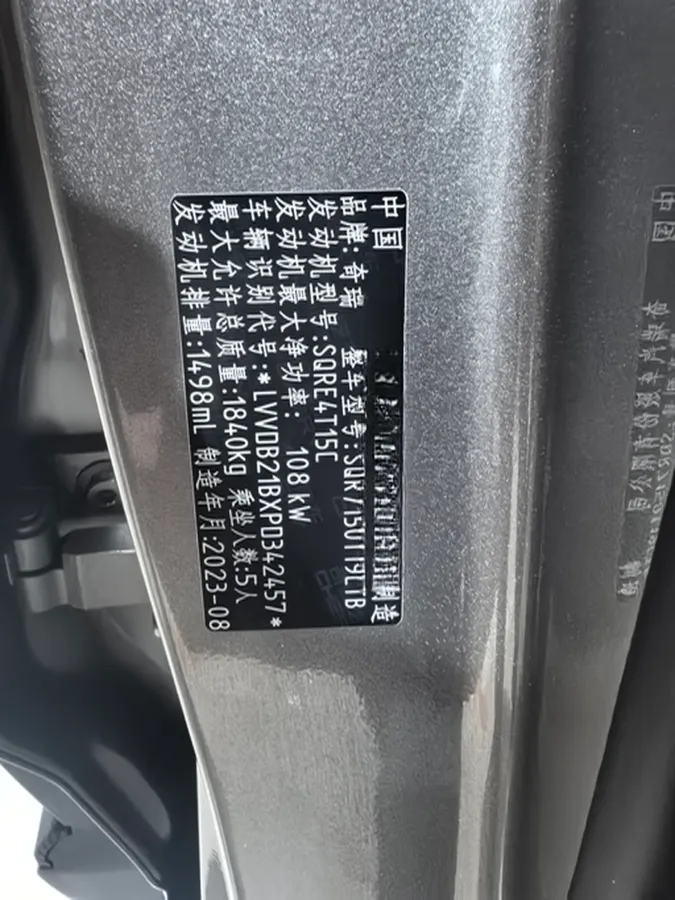 中国
制造
品牌:奇瑞 整车型号:SQR7150T19CTB
发动机型号:SQRE4T15C
发动机最大净功率: 108 kW
车辆识别代号:*LVVDB21BXPD342457*
最大允许总质量:1840kg 乘坐人数:5人
发动机排量:1498mL 制造年月:2023-08